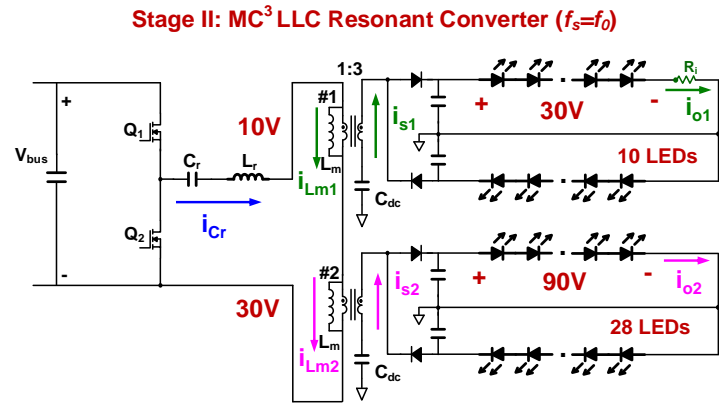 Stage II: MC³ LLC Resonant Converter (fs=f0)
1:3
#1
10V
+
Vbus
-
Q1
Q2
Cr
Lr
iCr
iLm1
Lm
is1
Cdc
+ 30V -
Ri
io1
10 LEDs
30V
#2
iLm2
Lm
is2
Cdc
+ 90V -
io2
28 LEDs